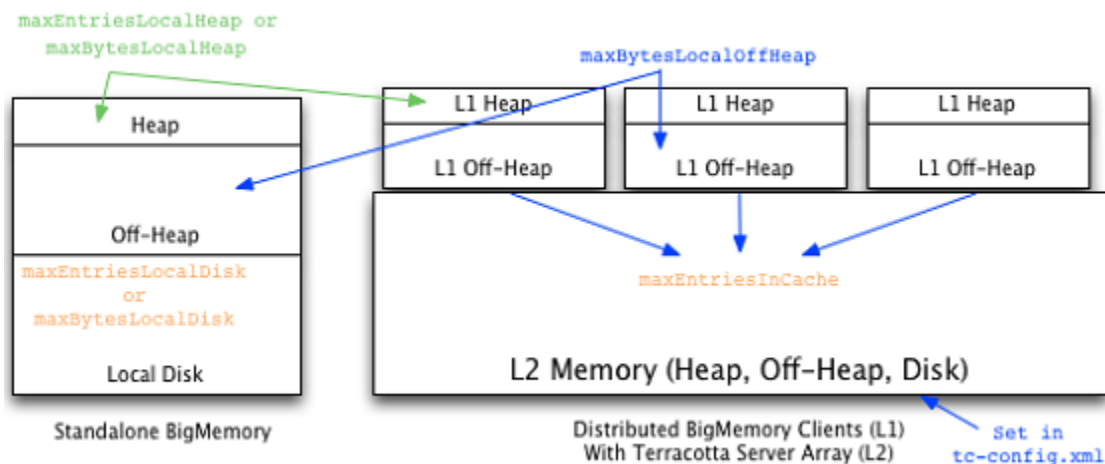 maxEntriesLocalHeap or
maxBytesLocalHeap
maxBytesLocalOffHeap
Heap
Off-Heap
maxEntriesLocalDisk
or
maxBytesLocalDisk
Local Disk
Standalone BigMemory
L1 Heap
L1 Heap
L1 Heap
L1 Off-Heap
L1 Off-Heap
L1 Off-Heap
maxEntriesInCache
L2 Memory (Heap, Off-Heap, Disk)
Distributed BigMemory Clients (L1)
With Terracotta Server Array (L2)
Set in
tc-config.xml